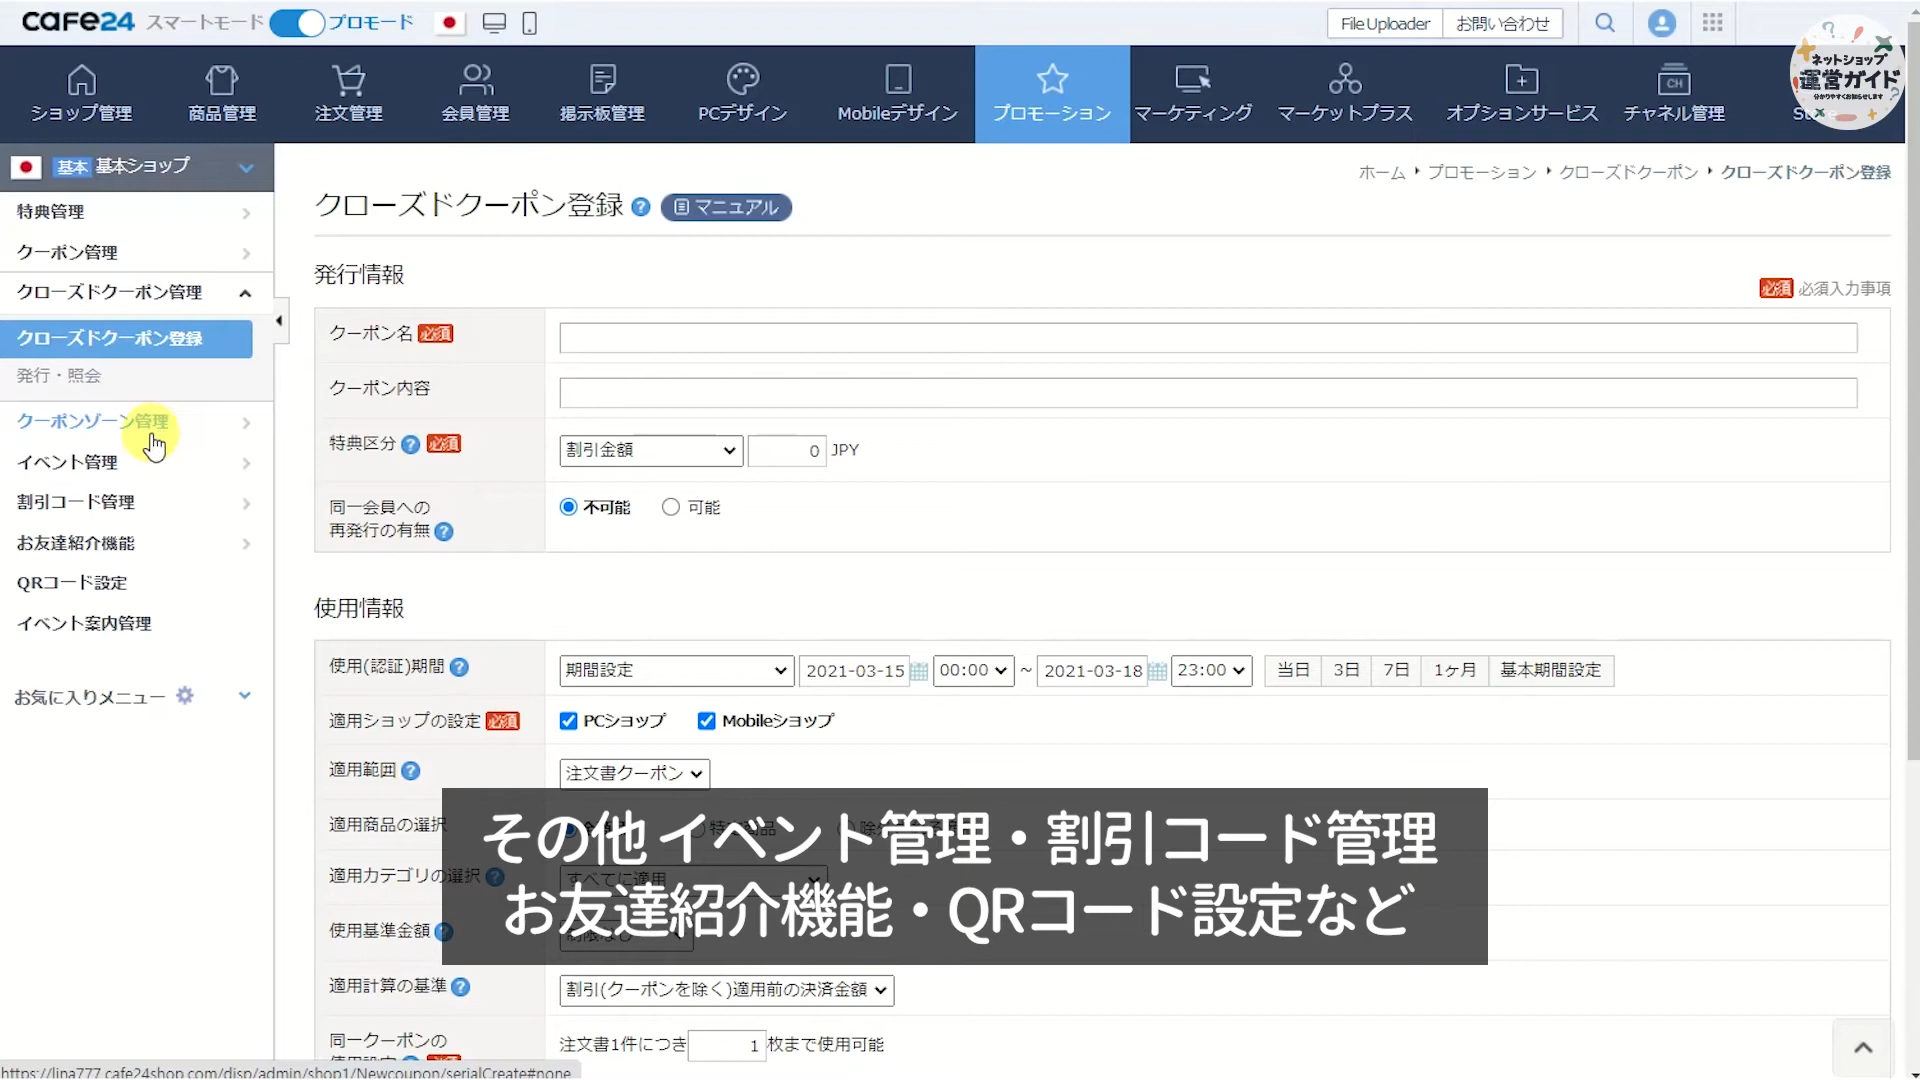 cafe24 スマートモード プロモード FileUploader お問い合わせ
ネットショップ
運営ガイド
分かりやすくお知らせします
ショップ管理 商品管理 注文管理 会員管理 掲示板管理 PCデザイン Mobileデザイン プロモーション マーケティング マーケットプラス オプションサービス チャネル管理
基本 基本ショップ
ホーム プロモーション クローズドクーポン クローズドクーポン登録
特典管理
クーポン管理
クローズドクーポン管理
クローズドクーポン登録
発行・照会
クーポンゾーン管理
イベント管理
割引コード管理
お友達紹介機能
QRコード設定
イベント案内管理
お気に入りメニュー
クローズドクーポン登録 ? マニュアル
発行情報
必須 必須入力事項
クーポン名 必須
クーポン内容
特典区分 ? 必須 割引金額 0 JPY
同一会員への
再発行の有無 ? 不可能 可能
使用情報
使用(認証)期間 ? 期間設定 2021-03-15 00:00 ~ 2021-03-18 23:00 当日 3日 7日 1ヶ月 基本期間設定
適用ショップの設定 必須 PCショップ Mobileショップ
適用範囲 ? 注文書クーポン
適用商品の選択
適用カテゴリの選択 ? すべてに適用
使用基準金額 ? 制限なし
その他 イベント管理・割引コード管理
お友達紹介機能・QRコード設定など
適用計算の基準 ? 割引(クーポンを除く)適用前の決済金額
同一クーポンの
注文書1件につき 1 枚まで使用可能
https://lina777.cafe24shop.com/disp/admin/shop1/Newcoupon/serialCreate#none